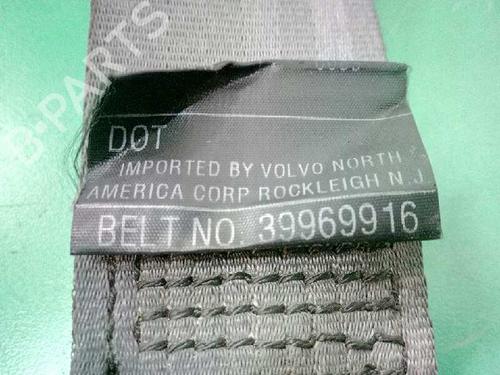 B-PARTS
DOT
IMPORTED BY VOLVO NORTH
AMERICA CORP ROCKLEIGH N.J
BELT NO. 39969916